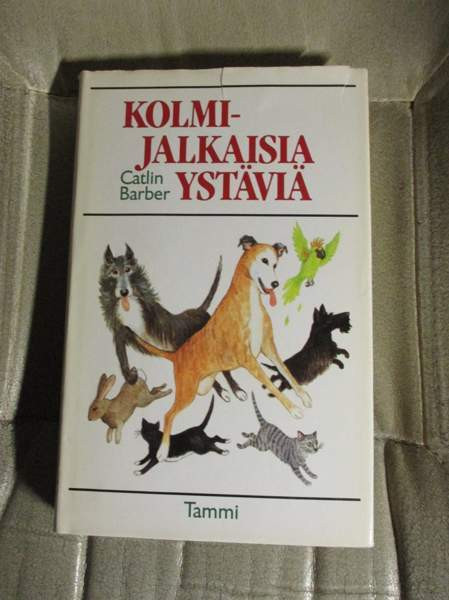 KOLMI-
JALKAISIA
Catlin
Barber
YSTÄVIÄ
Tammi